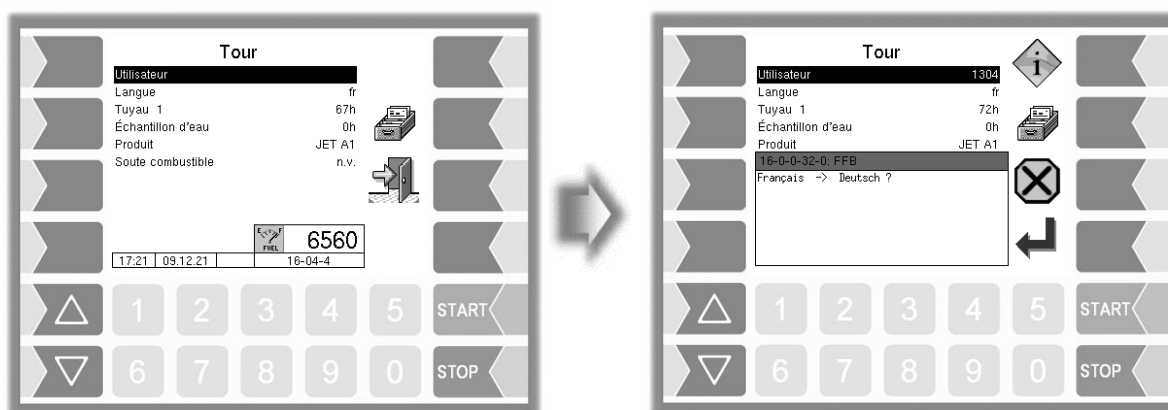 Tour
Utilisateur
Langue fr
Tuyau 1 67h
Échantillon d'eau 0h
Produit JET A1
Soute combustible n.v.
E 1/2 F
FUEL
6560
17:21 09.12.21 16-04-4
1 2 3 4 5 START
6 7 8 9 0 STOP
Tour
i
Utilisateur 1304
Langue fr
Tuyau 1 72h
Échantillon d'eau 0h
Produit JET A1
16-0-0-32-0: FFB
Français -> Deutsch ?
1 2 3 4 5 START
6 7 8 9 0 STOP